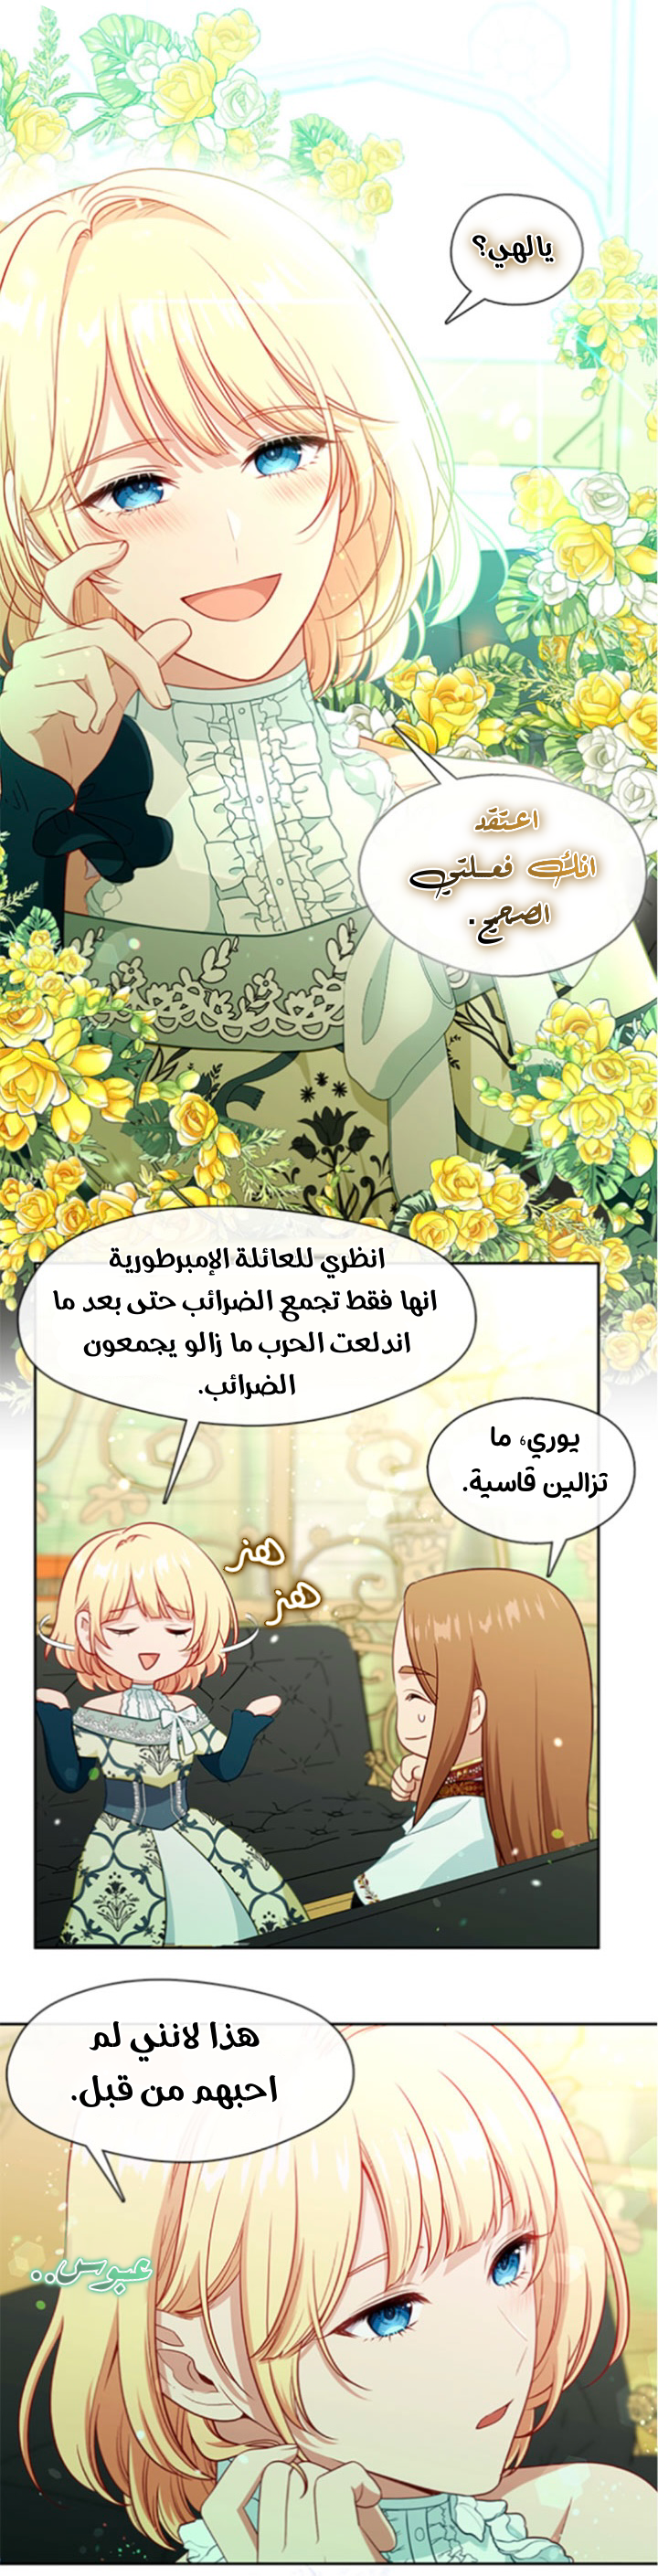 يالهي؟
اعتقد
انك فعلتي
الصحيح.
انظري للعائلة الإمبرطورية
انها فقط تجمع الضرائب حتى بعد ما
اندلعت الحرب ما زالو يجمعون
الضرائب.
يوري، ما
تزالين قاسية.
هز
هز
هذا لانني لم
احبهم من قبل.
عبوس..